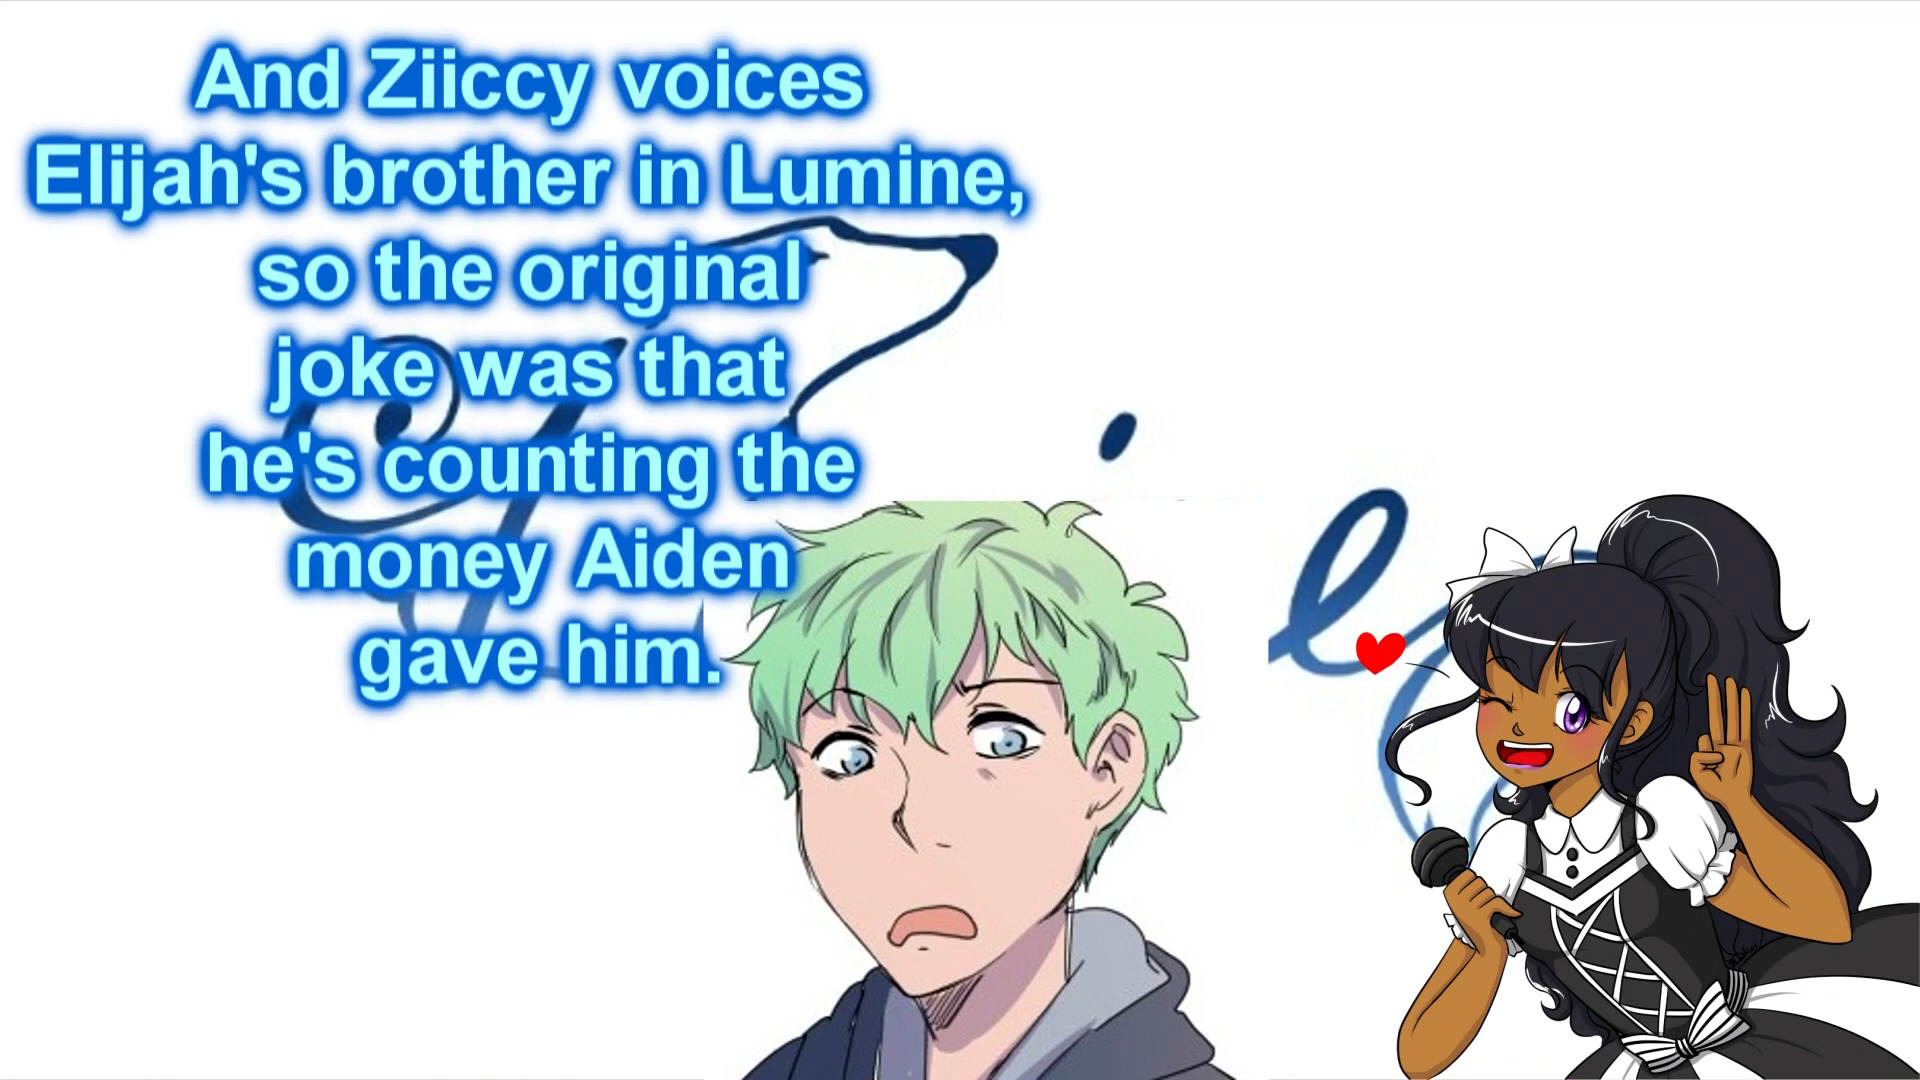 And Ziiccy voices
Elijah's brother in Lumine,
so the original
joke was that
he's counting the
money Aiden
gave him.